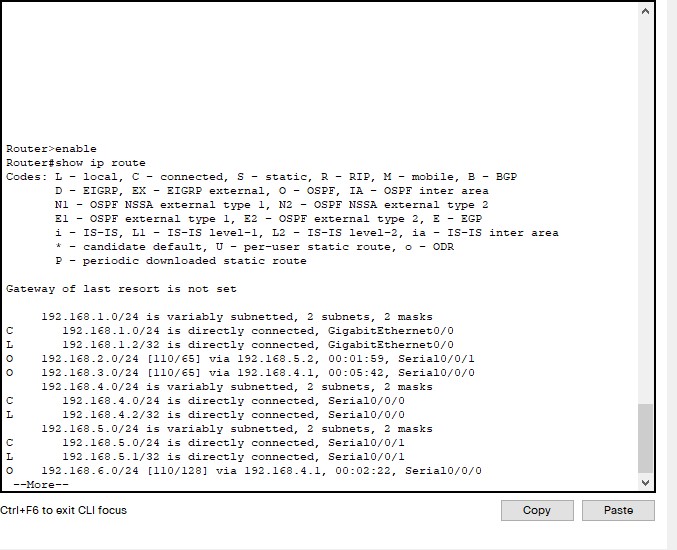 Router>enable
Router#show ip route
Codes: L - local, C - connected, S - static, R - RIP, M - mobile, B - BGP
D - EIGRP, EX - EIGRP external, O - OSPF, IA - OSPF inter area
N1 - OSPF NSSA external type 1, N2 - OSPF NSSA external type 2
E1 - OSPF external type 1, E2 - OSPF external type 2, E - EGP
i - IS-IS, L1 - IS-IS level-1, L2 - IS-IS level-2, ia - IS-IS inter area
* - candidate default, U - per-user static route, o - ODR
P - periodic downloaded static route
Gateway of last resort is not set
192.168.1.0/24 is variably subnetted, 2 subnets, 2 masks
C 192.168.1.0/24 is directly connected, GigabitEthernet0/0
L 192.168.1.2/32 is directly connected, GigabitEthernet0/0
O 192.168.2.0/24 [110/65] via 192.168.5.2, 00:01:59, Serial0/0/1
O 192.168.3.0/24 [110/65] via 192.168.4.1, 00:05:42, Serial0/0/0
192.168.4.0/24 is variably subnetted, 2 subnets, 2 masks
C 192.168.4.0/24 is directly connected, Serial0/0/0
L 192.168.4.2/32 is directly connected, Serial0/0/0
192.168.5.0/24 is variably subnetted, 2 subnets, 2 masks
C 192.168.5.0/24 is directly connected, Serial0/0/1
L 192.168.5.1/32 is directly connected, Serial0/0/1
O 192.168.6.0/24 [110/128] via 192.168.4.1, 00:02:22, Serial0/0/0
--More--
Ctrl+F6 to exit CLI focus
Copy
Paste